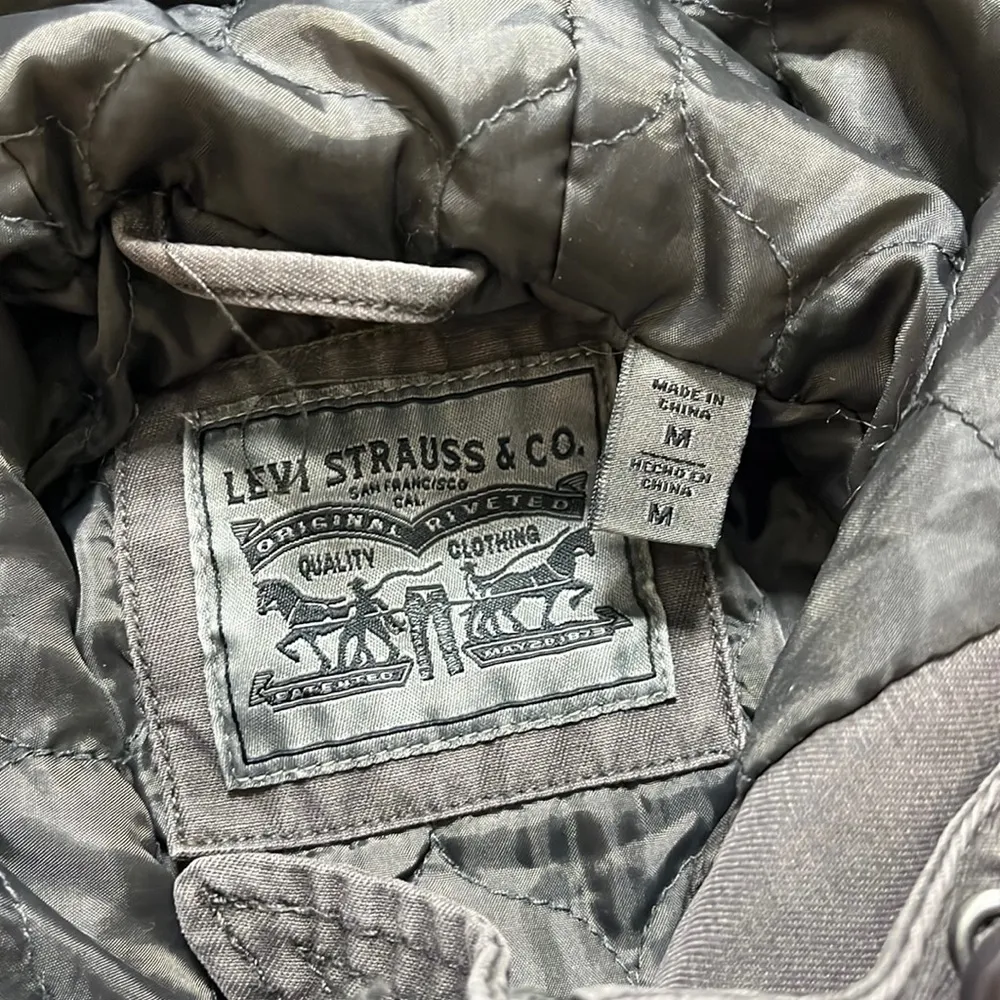 LEVI STRAUSS & CO.
SAN FRANCISCO
CAL.
ORIGINAL RIVETED
QUALITY CLOTHING
PATENTED MAY 20, 1873
MADE IN
CHINA
M
HECHO EN
CHINA
M